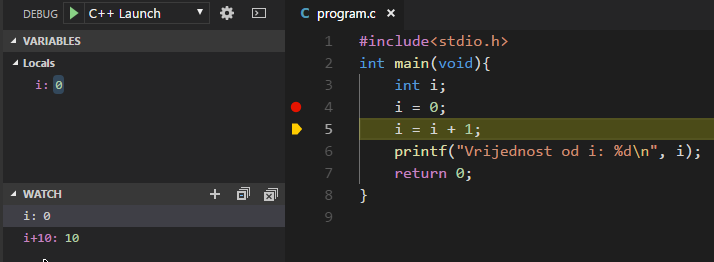 DEBUG C++ Launch
VARIABLES
Locals
i: 0
WATCH
i: 0
i+10: 10
C program.c ×
1 #include<stdio.h>
2 int main(void){
3 int i;
4 i = 0;
5 i = i + 1;
6 printf("Vrijednost od i: %d\n", i);
7 return 0;
8 }
9